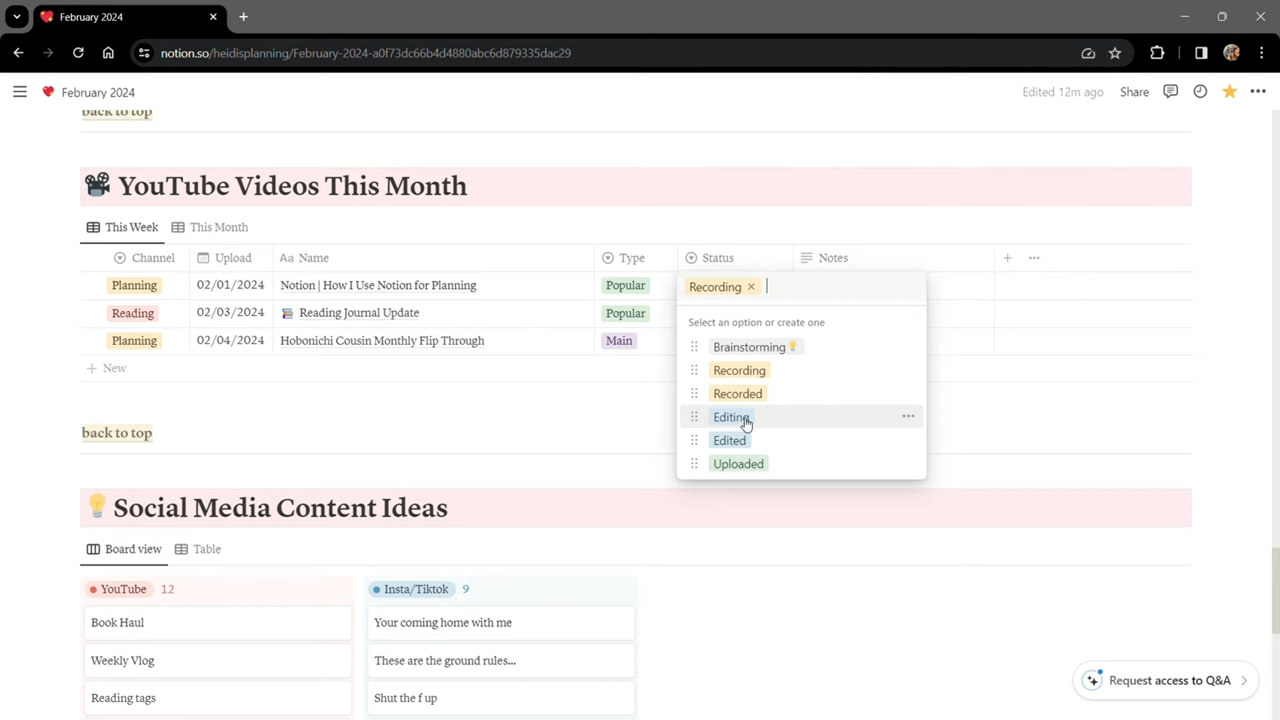 February 2024
notion.so/heidisplanning/February-2024-a0f73dc66b4d4880abc6d879335dac29
February 2024
Edited 12m ago
Share
back to top
YouTube Videos This Month
This Week
This Month
Channel
Upload
Aa Name
Type
Status
Notes
Planning
02/01/2024
Notion | How I Use Notion for Planning
Popular
Recording ×
Reading
02/03/2024
Reading Journal Update
Popular
Planning
02/04/2024
Hobonichi Cousin Monthly Flip Through
Main
+ New
Select an option or create one
Brainstorming
Recording
Recorded
Editing
Edited
Uploaded
back to top
Social Media Content Ideas
Board view
Table
YouTube 12
Insta/Tiktok 9
Book Haul
Your coming home with me
Weekly Vlog
These are the ground rules...
Reading tags
Shut the f up
Request access to Q&A